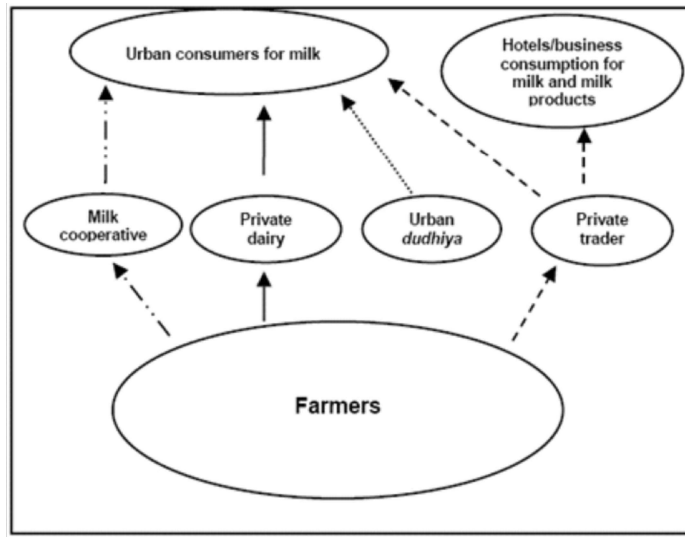 Urban consumers for milk
Hotels/business
consumption for
milk and milk
products
Milk
cooperative
Private
dairy
Urban
dudhiya
Private
trader
Farmers